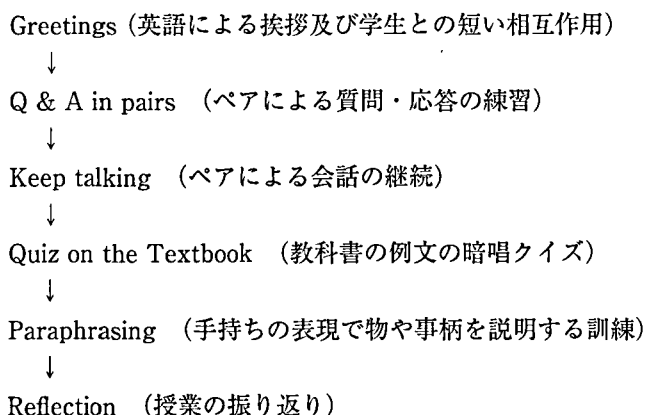 Greetings (英語による挨拶及び学生との短い相互作用)
↓
Q & A in pairs (ペアによる質問・応答の練習)
↓
Keep talking (ペアによる会話の継続)
↓
Quiz on the Textbook (教科書の例文の暗唱クイズ)
↓
Paraphrasing (手持ちの表現で物や事柄を説明する訓練)
↓
Reflection (授業の振り返り)